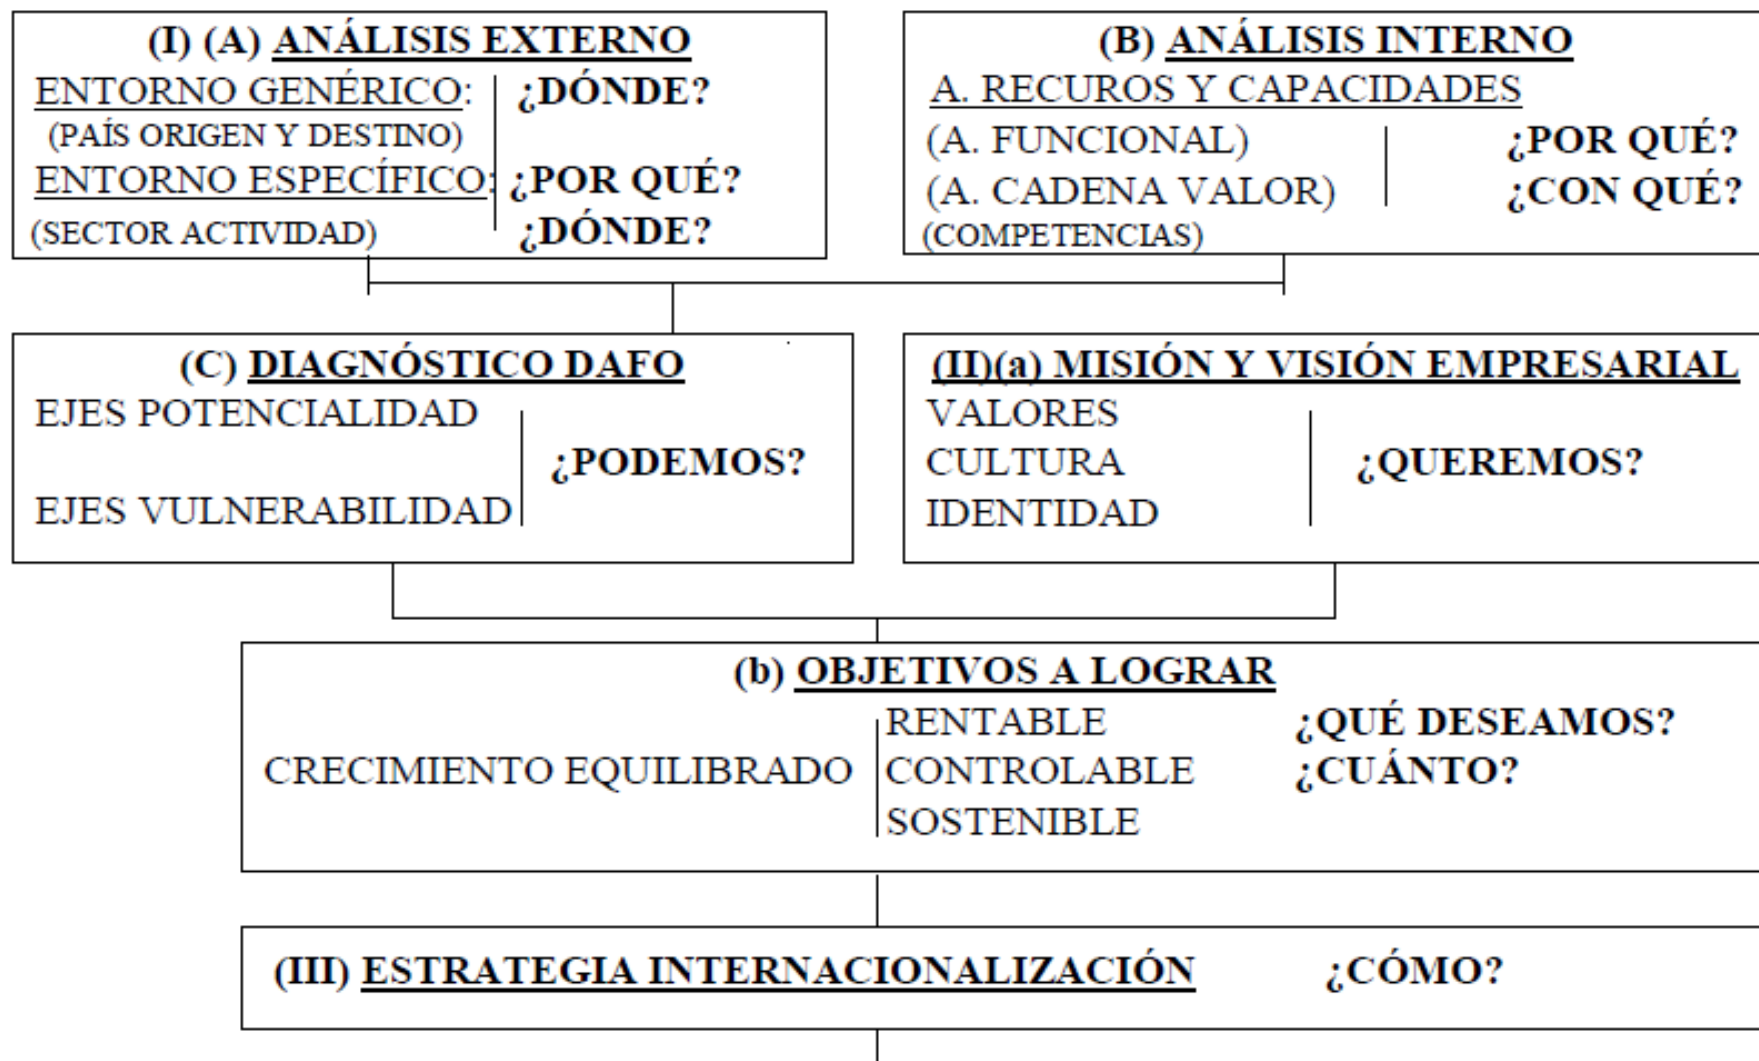 (I) (A) ANÁLISIS EXTERNO
ENTORNO GENÉRICO: ¿DÓNDE?
(PAÍS ORIGEN Y DESTINO)
ENTORNO ESPECÍFICO: ¿POR QUÉ?
(SECTOR ACTIVIDAD) ¿DÓNDE?
(B) ANÁLISIS INTERNO
A. RECUROS Y CAPACIDADES
(A. FUNCIONAL) ¿POR QUÉ?
(A. CADENA VALOR) ¿CON QUÉ?
(COMPETENCIAS)
(C) DIAGNÓSTICO DAFO
EJES POTENCIALIDAD
¿PODEMOS?
EJES VULNERABILIDAD
(II)(a) MISIÓN Y VISIÓN EMPRESARIAL
VALORES
CULTURA ¿QUEREMOS?
IDENTIDAD
(b) OBJETIVOS A LOGRAR
RENTABLE ¿QUÉ DESEAMOS?
CRECIMIENTO EQUILIBRADO CONTROLABLE ¿CUÁNTO?
SOSTENIBLE
(III) ESTRATEGIA INTERNACIONALIZACIÓN ¿CÓMO?